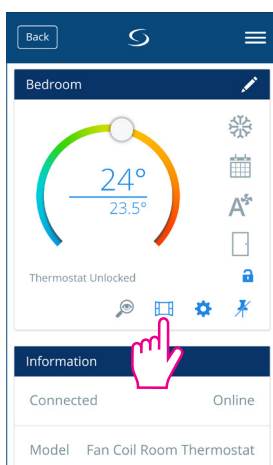 Back
Bedroom
24°
23.5°
A
Thermostat Unlocked
Information
Connected Online
Model Fan Coil Room Thermostat